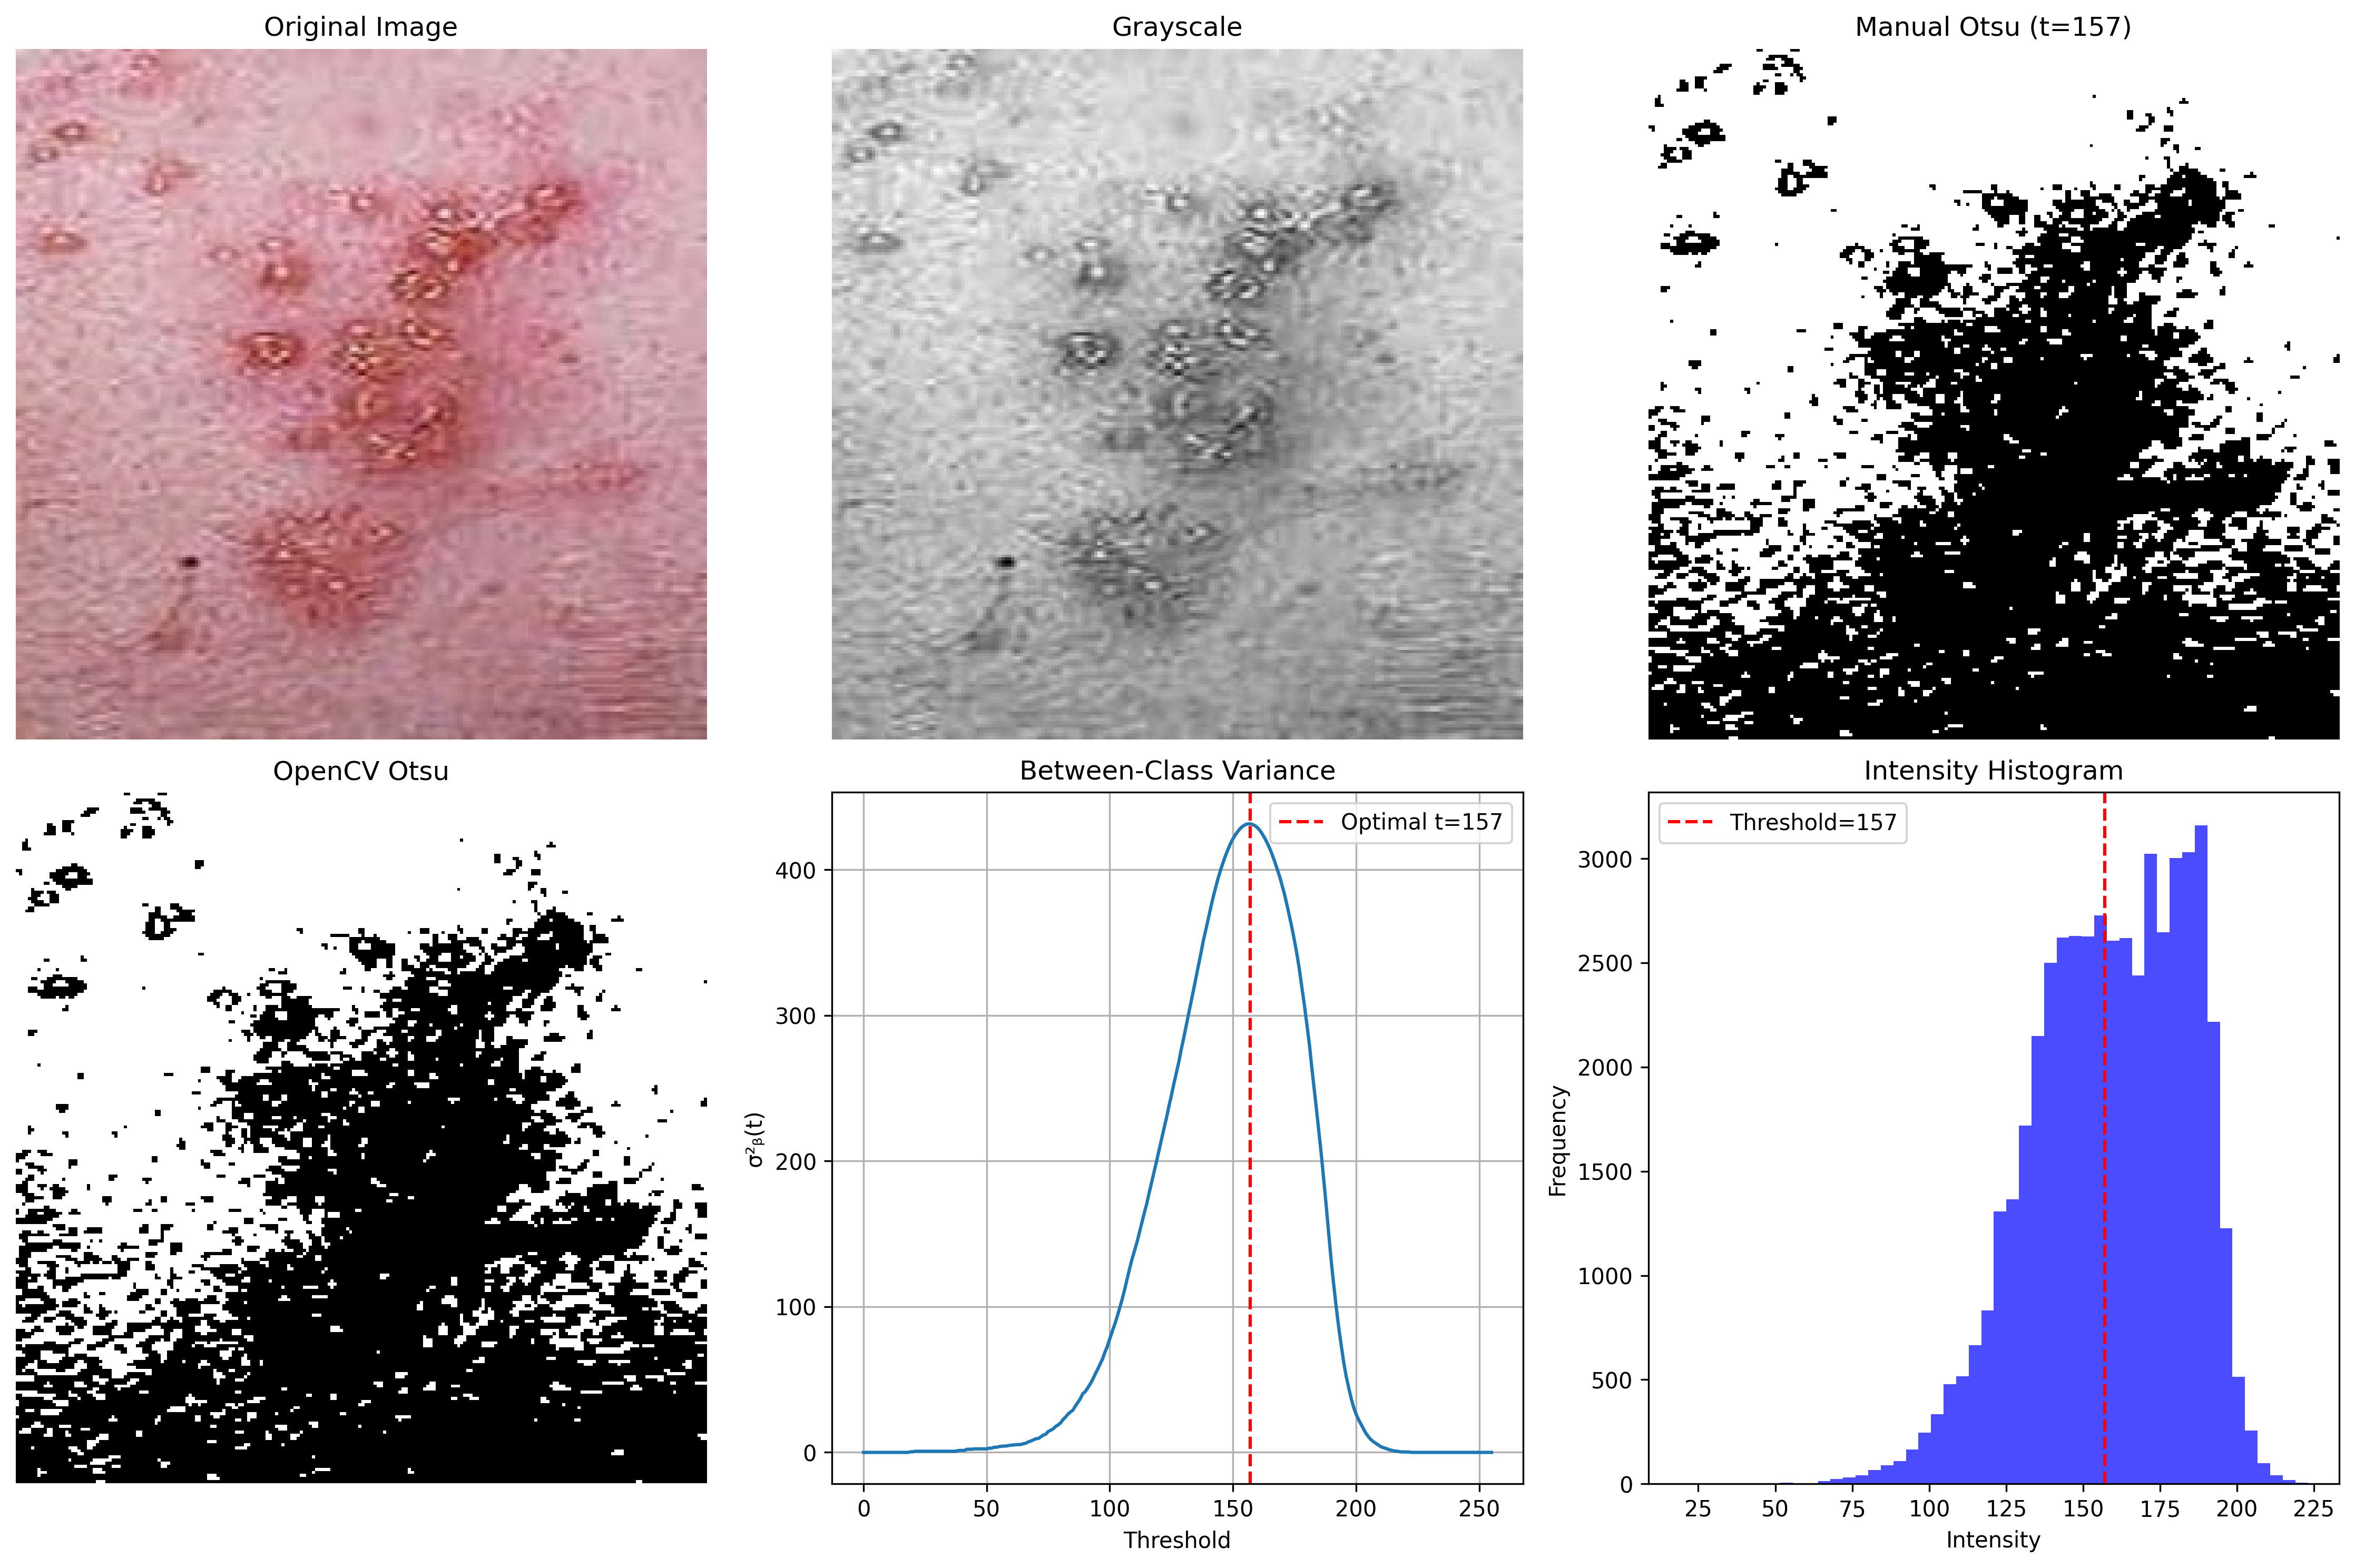 Original Image
Grayscale
Manual Otsu (t=157)
OpenCV Otsu
Between-Class Variance
Optimal t=157
400
300
200
100
0
σ²ᵦ(t)
0 50 100 150 200 250
Threshold
Intensity Histogram
Threshold=157
3000
2500
2000
1500
1000
500
0
Frequency
25 50 75 100 125 150 175 200 225
Intensity